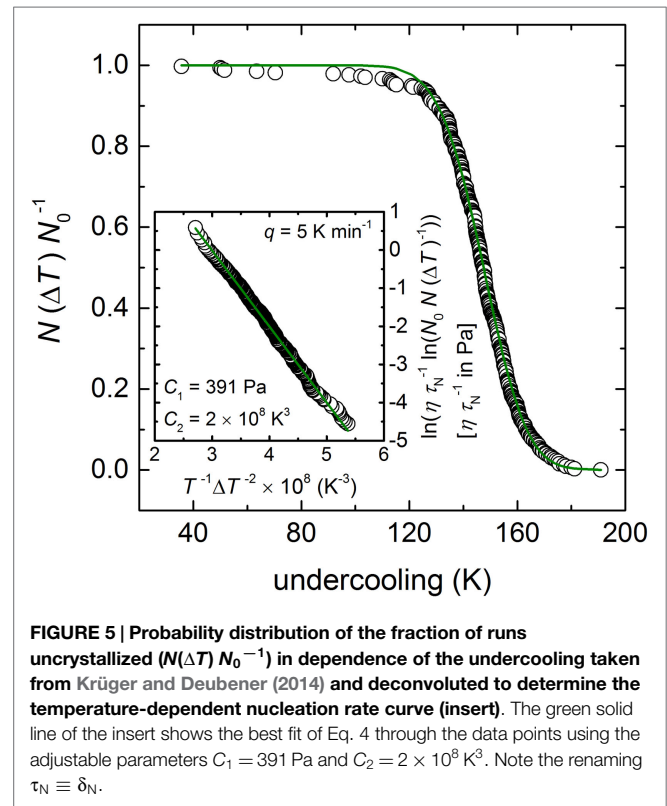 1.0
0.8
0.6
0.4
0.2
0.0
N (ΔT) N₀⁻¹
40 80 120 160 200
undercooling (K)
q = 5 K min⁻¹
C₁ = 391 Pa
C₂ = 2 × 10⁸ K³
1
0
-1
-2
-3
-4
-5
2 3 4 5 6
T⁻¹ΔT⁻² × 10⁸ (K⁻³)
ln(η τ_N⁻¹ ln(N₀ N (ΔT)⁻¹))
[η τ_N⁻¹ in Pa]
FIGURE 5 | Probability distribution of the fraction of runs
uncrystallized (N(ΔT) N₀⁻¹) in dependence of the undercooling taken
from Krüger and Deubener (2014) and deconvoluted to determine the
temperature-dependent nucleation rate curve (insert). The green solid
line of the insert shows the best fit of Eq. 4 through the data points using the
adjustable parameters C₁ = 391 Pa and C₂ = 2 × 10⁸ K³. Note the renaming
τ_N ≡ δ_N.